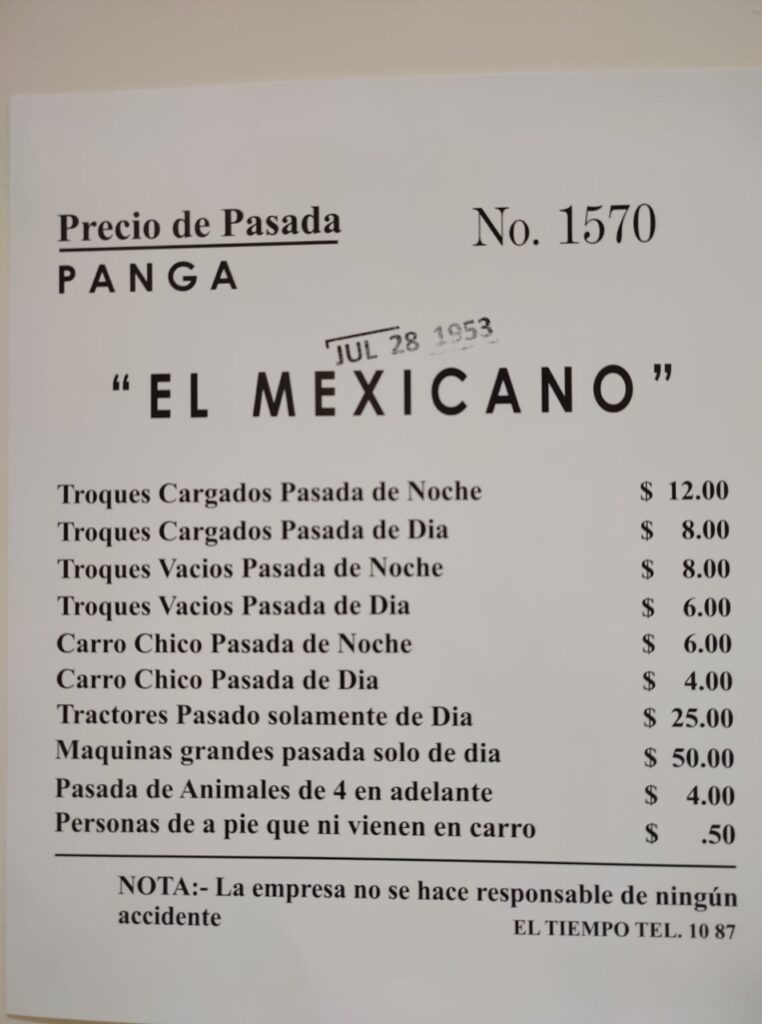 Precio de Pasada
No. 1570
PANGA
JUL 28 1953
“EL MEXICANO”
Troques Cargados Pasada de Noche $ 12.00
Troques Cargados Pasada de Dia $ 8.00
Troques Vacios Pasada de Noche $ 8.00
Troques Vacios Pasada de Dia $ 6.00
Carro Chico Pasada de Noche $ 6.00
Carro Chico Pasada de Dia $ 4.00
Tractores Pasado solamente de Dia $ 25.00
Maquinas grandes pasada solo de dia $ 50.00
Pasada de Animales de 4 en adelante $ 4.00
Personas de a pie que ni vienen en carro $ .50
NOTA:- La empresa no se hace responsable de ningún
accidente
EL TIEMPO TEL. 10 87